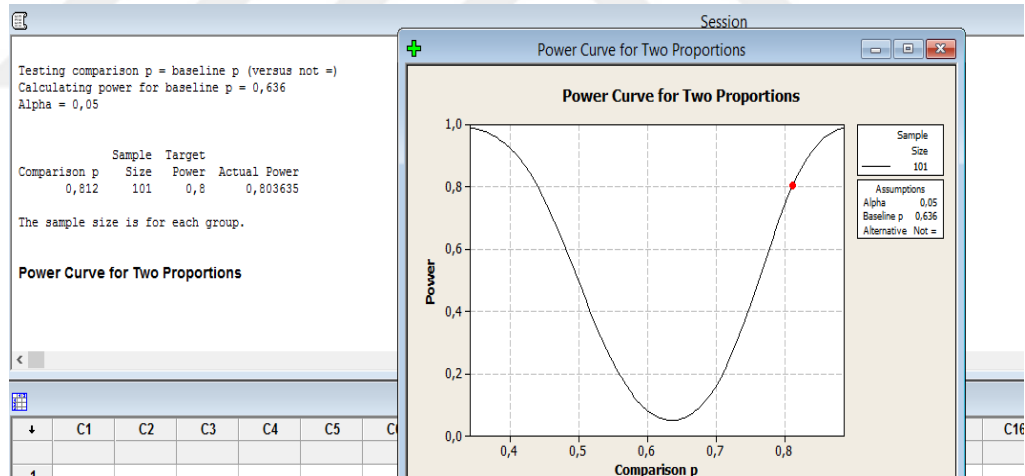 Session
Testing comparison p = baseline p (versus not =)
Calculating power for baseline p = 0,636
Alpha = 0,05
Sample Target
Comparison p Size Power Actual Power
0,812 101 0,8 0,803635
The sample size is for each group.
Power Curve for Two Proportions
Power Curve for Two Proportions
Power Curve for Two Proportions
1,0
0,8
0,6
0,4
0,2
0,0
Power
0,4 0,5 0,6 0,7 0,8
Comparison p
Sample
Size
101
Assumptions
Alpha 0,05
Baseline p 0,636
Alternative Not =
C1 C2 C3 C4 C5 C16
1